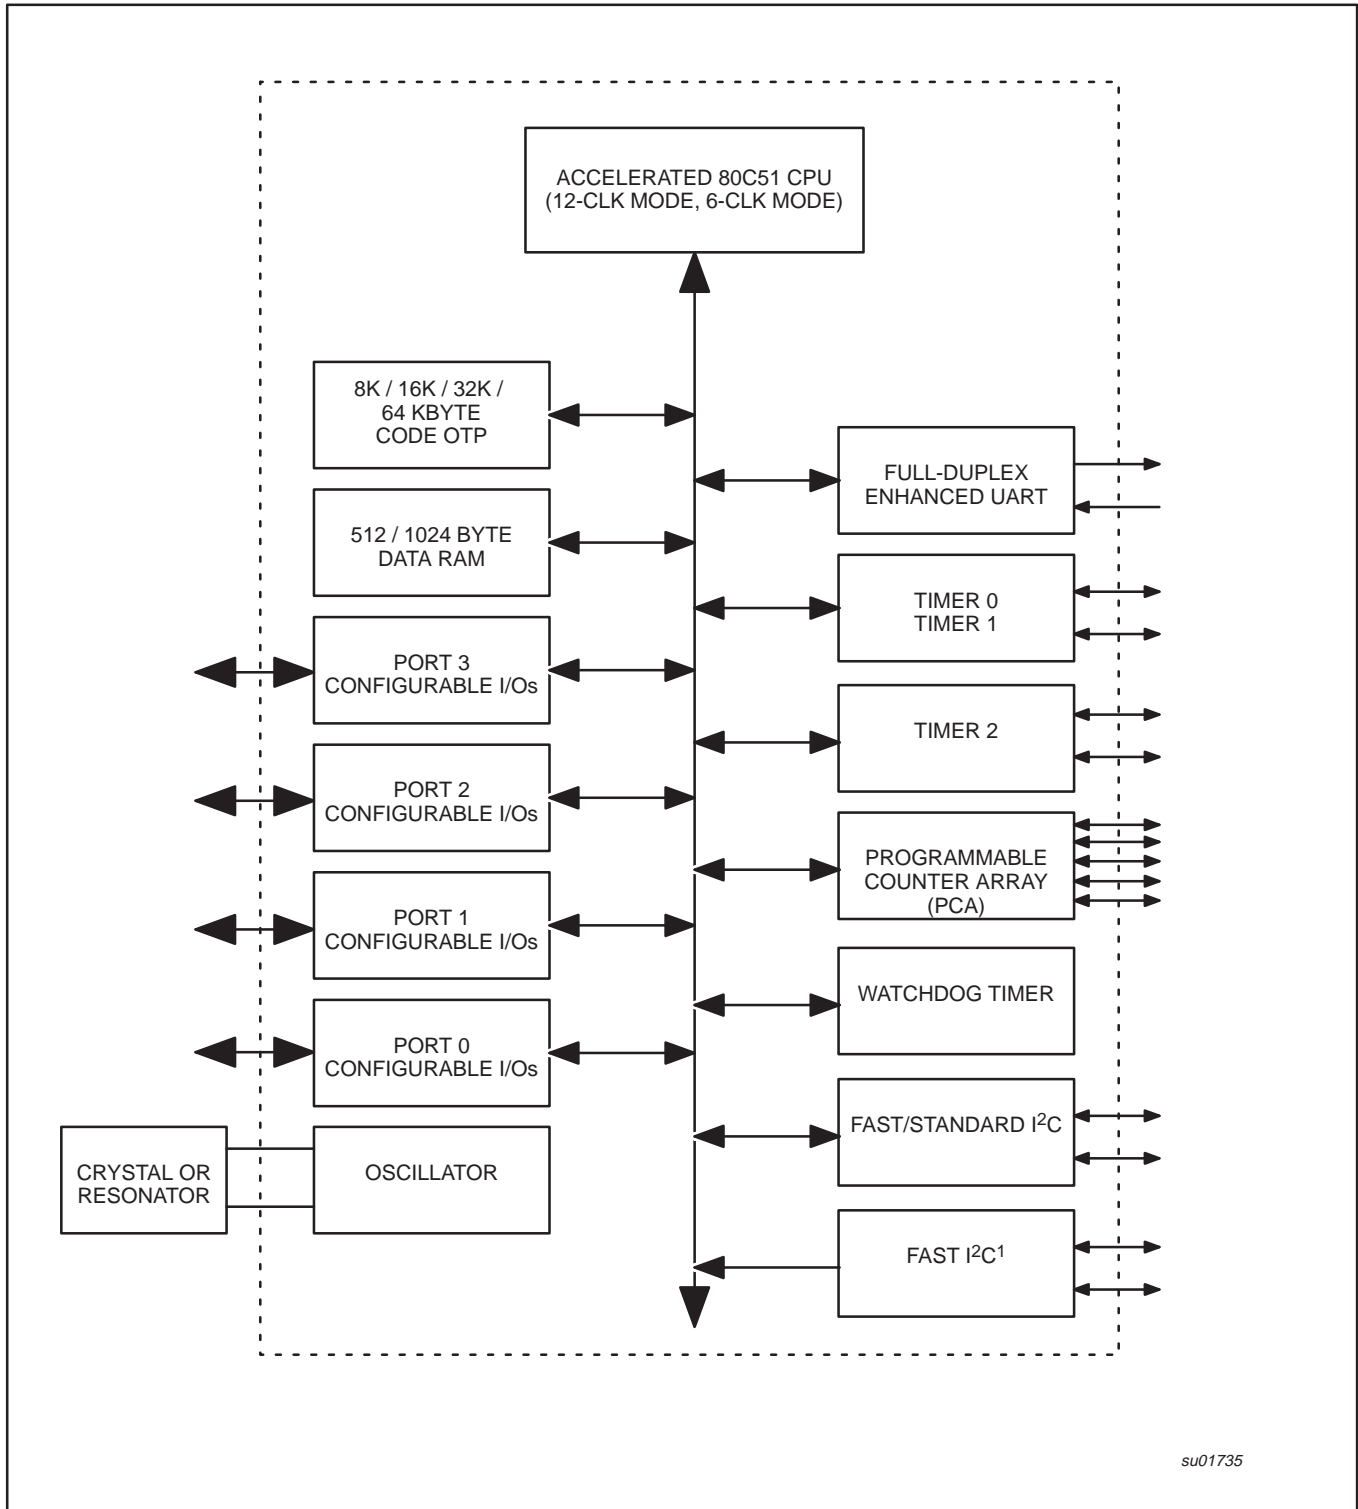 ACCELERATED 80C51 CPU
(12-CLK MODE, 6-CLK MODE)
8K / 16K / 32K /
64 KBYTE
CODE OTP
512 / 1024 BYTE
DATA RAM
PORT 3
CONFIGURABLE I/Os
PORT 2
CONFIGURABLE I/Os
PORT 1
CONFIGURABLE I/Os
PORT 0
CONFIGURABLE I/Os
CRYSTAL OR
RESONATOR
OSCILLATOR
FULL-DUPLEX
ENHANCED UART
TIMER 0
TIMER 1
TIMER 2
PROGRAMMABLE
COUNTER ARRAY
(PCA)
WATCHDOG TIMER
FAST/STANDARD I²C
FAST I²C¹
su01735